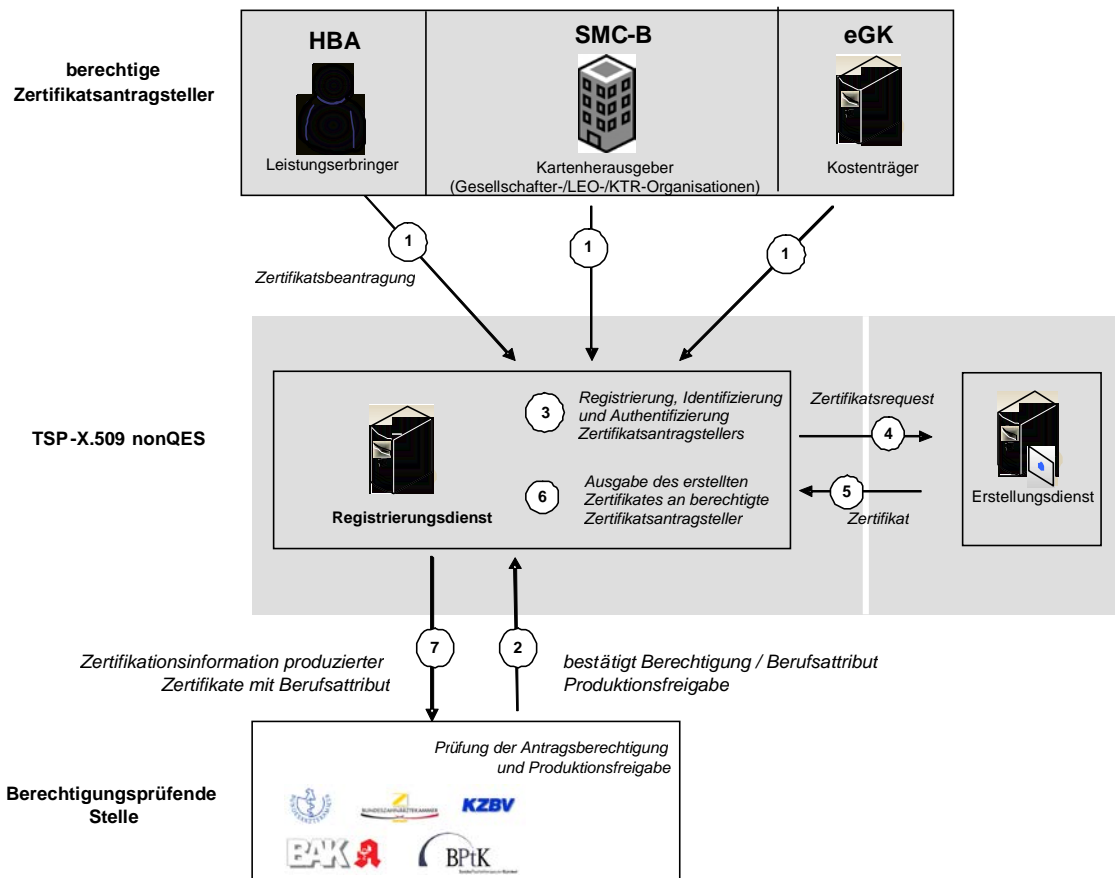 HBA
SMC-B
eGK
berechtige
Zertifikatsantragsteller
Leistungserbringer
Kartenherausgeber
(Gesellschafter-/LEO-/KTR-Organisationen)
Kostenträger
1
1
1
Zertifikatsbeantragung
TSP-X.509 nonQES
3
Registrierung, Identifizierung
und Authentifizierung
Zertifikatsantragstellers
6
Ausgabe des erstellten
Zertifikates an berechtigte
Zertifikatsantragsteller
Registrierungsdienst
Zertifikatsrequest
4
5
Zertifikat
Erstellungsdienst
7
2
Zertifikationsinformation produzierter
Zertifikate mit Berufsattribut
bestätigt Berechtigung / Berufsattribut
Produktionsfreigabe
Berechtigungsprüfende
Stelle
Prüfung der Antragsberechtigung
und Produktionsfreigabe
BUNDESZAHNÄRZTEKAMMER
KZBV
BAK
BPtK